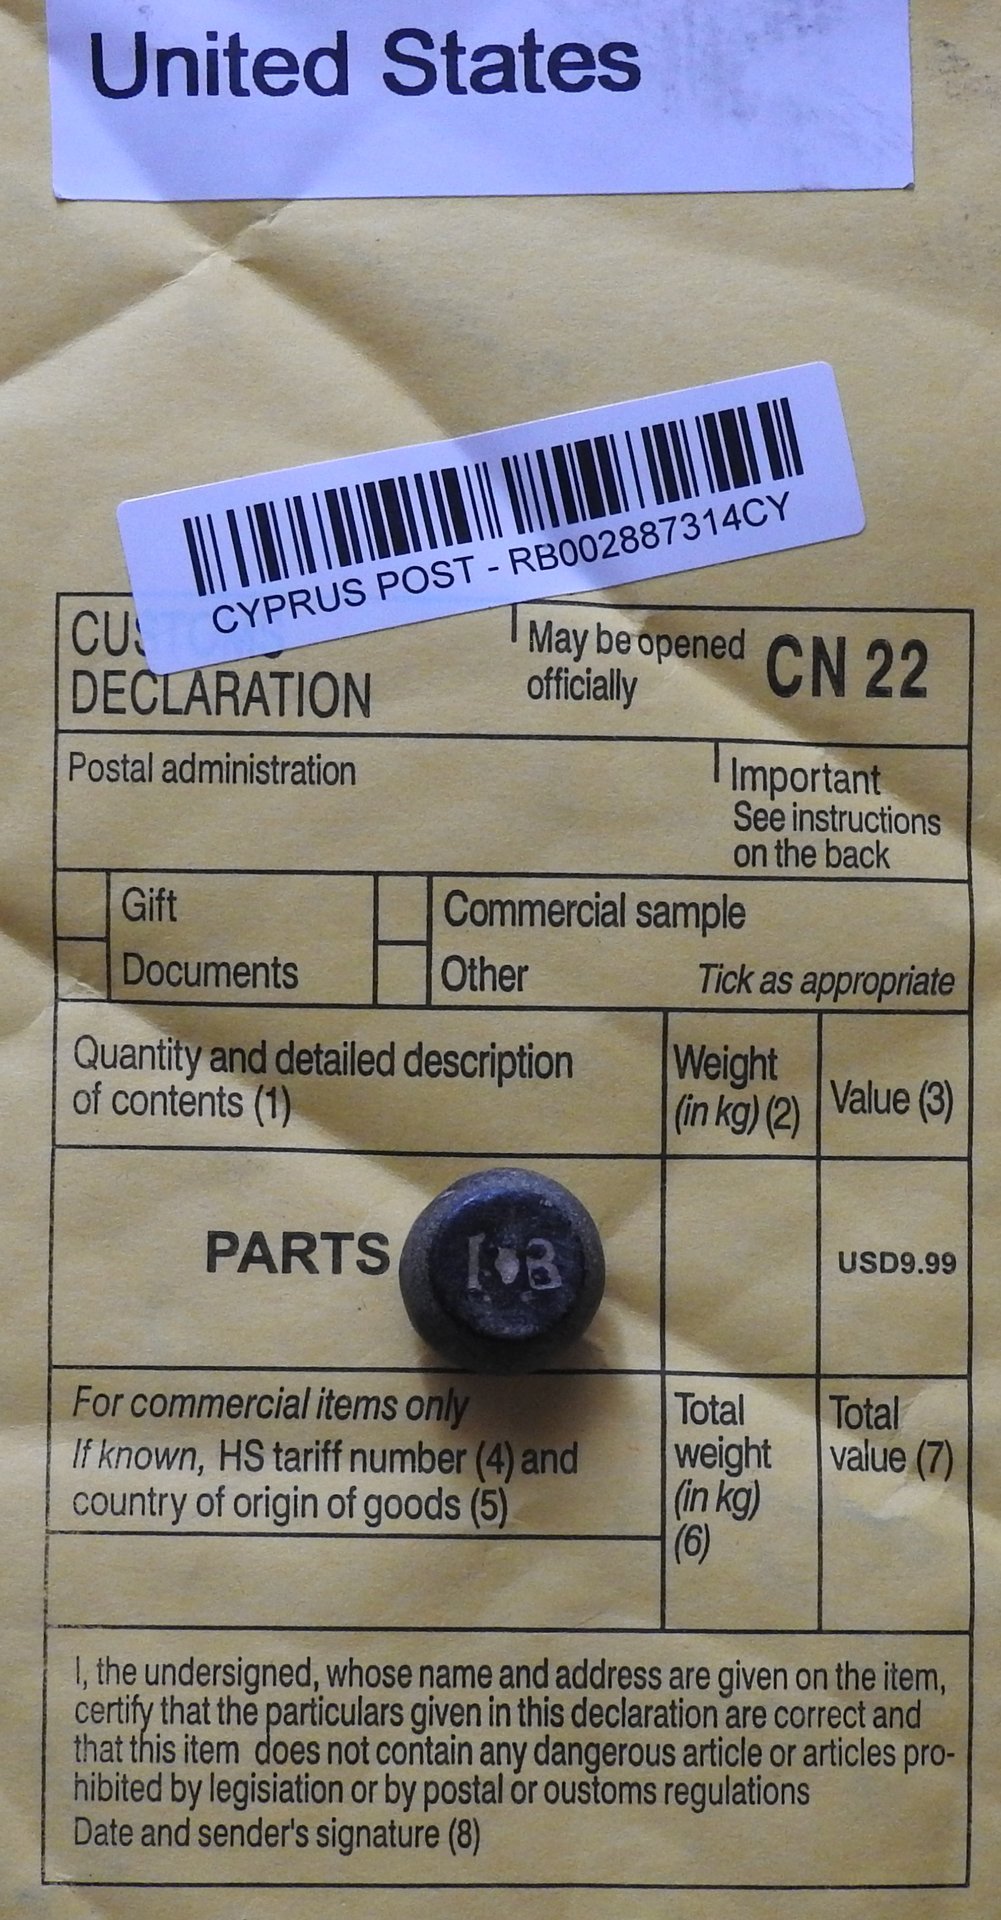 United States
CYPRUS POST - RB002887314CY
CUSTOMS
DECLARATION
May be opened
officially
CN 22
Postal administration
Important
See instructions
on the back
Gift
Commercial sample
Documents
Other
Tick as appropriate
Quantity and detailed description
of contents (1)
Weight
(in kg) (2)
Value (3)
PARTS
I B
USD9.99
For commercial items only
If known, HS tariff number (4) and
country of origin of goods (5)
Total
weight
(in kg)
(6)
Total
value (7)
I, the undersigned, whose name and address are given on the item,
certify that the particulars given in this declaration are correct and
that this item does not contain any dangerous article or articles pro-
hibited by legisiation or by postal or oustoms regulations
Date and sender's signature (8)